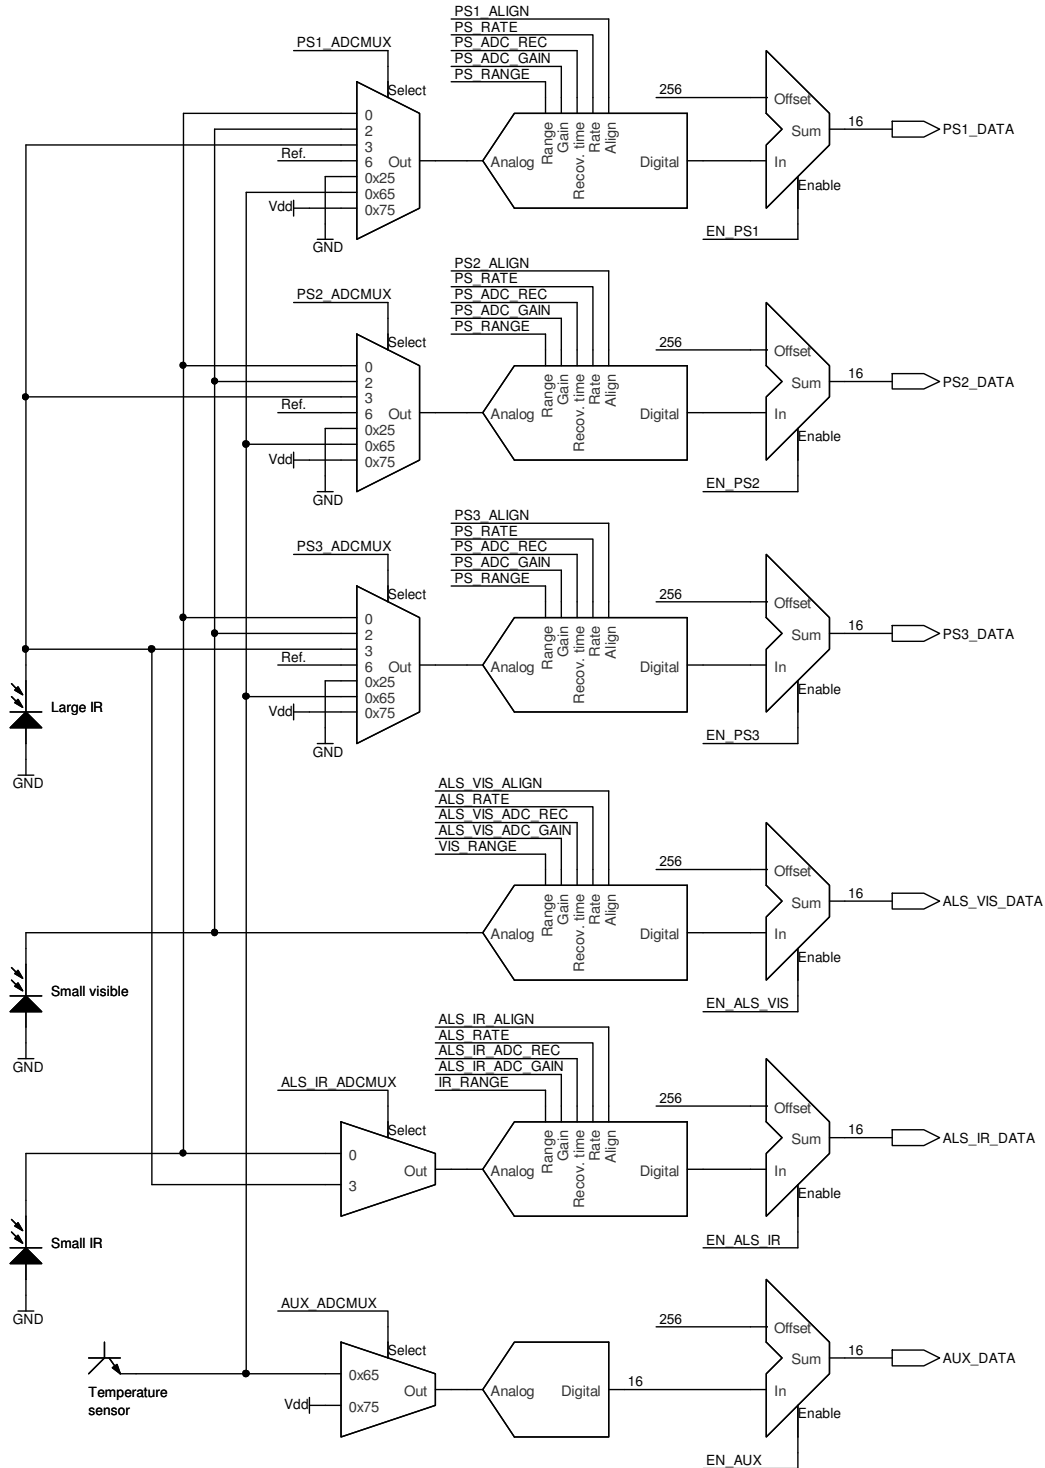 PS1_ALIGN
PS_RATE
PS1_ADCMUX
PS_ADC_REC
PS_ADC_GAIN
PS_RANGE
Select
256
Offset
0
2
3
Ref.
6
Out
0x25
0x65
Vdd
0x75
GND
Analog
Range
Gain
Recov. time
Rate
Align
Digital
Sum
16
PS1_DATA
In
Enable
EN_PS1
PS2_ALIGN
PS_RATE
PS2_ADCMUX
PS_ADC_REC
PS_ADC_GAIN
PS_RANGE
Select
256
Offset
0
2
3
Ref.
6
Out
0x25
0x65
Vdd
0x75
GND
Analog
Range
Gain
Recov. time
Rate
Align
Digital
Sum
16
PS2_DATA
In
Enable
EN_PS2
PS3_ALIGN
PS_RATE
PS3_ADCMUX
PS_ADC_REC
PS_ADC_GAIN
PS_RANGE
Select
256
Offset
0
2
3
Ref.
6
Out
0x25
0x65
Vdd
0x75
GND
Analog
Range
Gain
Recov. time
Rate
Align
Digital
Sum
16
PS3_DATA
In
Enable
EN_PS3
Large IR
GND
ALS_VIS_ALIGN
ALS_RATE
ALS_VIS_ADC_REC
ALS_VIS_ADC_GAIN
VIS_RANGE
256
Offset
Analog
Range
Gain
Recov. time
Rate
Align
Digital
Sum
16
ALS_VIS_DATA
In
Enable
EN_ALS_VIS
Small visible
GND
ALS_IR_ALIGN
ALS_RATE
ALS_IR_ADC_REC
ALS_IR_ADC_GAIN
IR_RANGE
ALS_IR_ADCMUX
Select
256
Offset
0
3
Out
Analog
Range
Gain
Recov. time
Rate
Align
Digital
Sum
16
ALS_IR_DATA
In
Enable
EN_ALS_IR
Small IR
GND
AUX_ADCMUX
Select
256
Offset
0x65
Vdd
0x75
Out
Analog
Digital
16
Sum
16
AUX_DATA
In
Enable
EN_AUX
Temperature
sensor